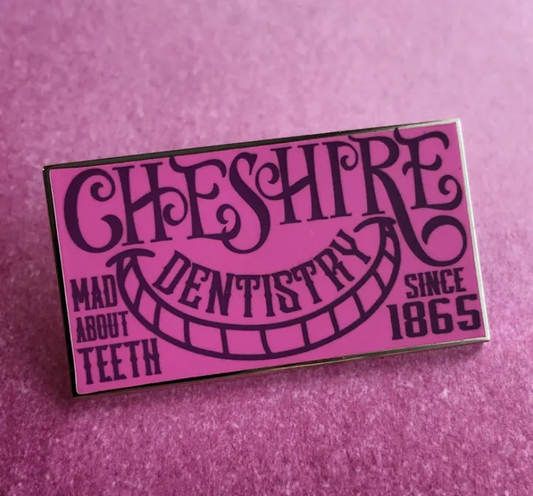 CHESHIRE
DENTISTRY
MAD
ABOUT
TEETH
SINCE
1865